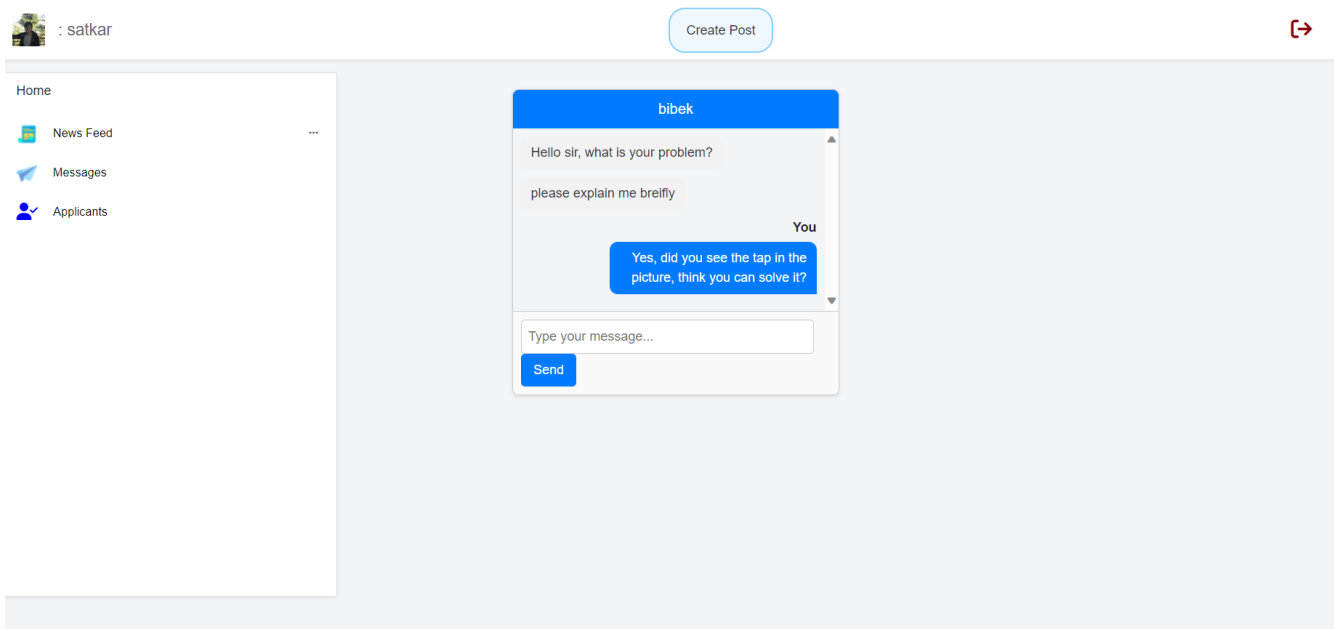 : satkar
Create Post
Home
News Feed
Messages
Applicants
bibek
Hello sir, what is your problem?
please explain me breifly
You
Yes, did you see the tap in the
picture, think you can solve it?
Type your message...
Send